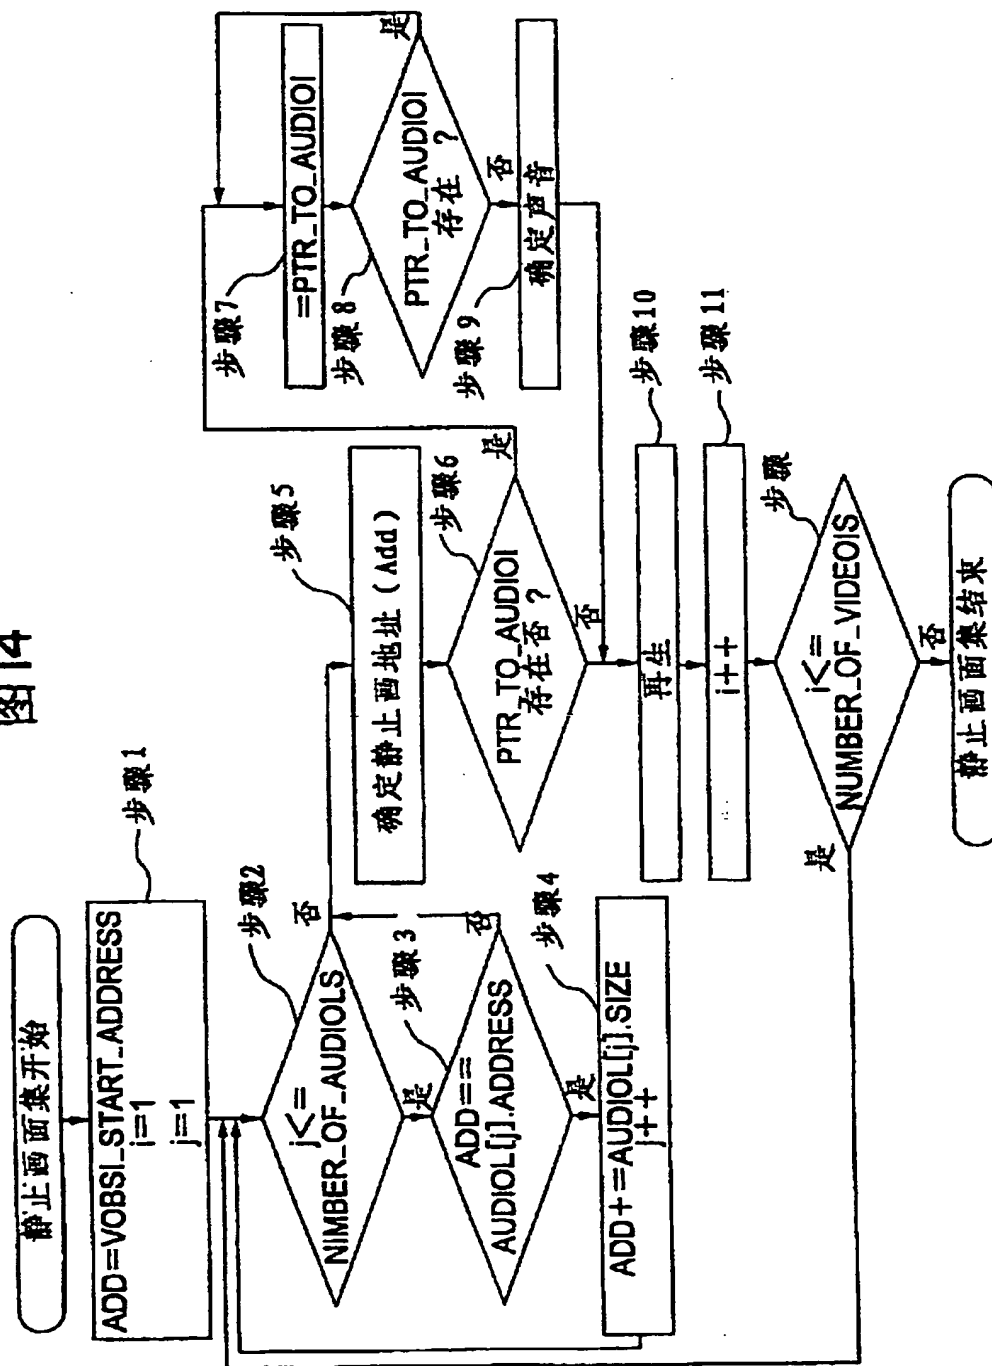 图14
静止画面集开始
步骤1
ADD=VOBSI_START_ADDRESS
i=1
j=1
步骤2
j<=
NIMBER_OF_AUDIOLS
否
是
步骤3
ADD==
AUDIOL[j].ADDRESS
否
是
步骤4
ADD+=AUDIOL[j].SIZE
j++
步骤5
确定静止画地址(Add)
步骤6
PTR_TO_AUDIOI
存在否?
是
否
步骤7
=PTR_TO_AUDIOI
步骤8
PTR_TO_AUDIOI
存在?
是
否
步骤9
确定声音
步骤10
再生
步骤11
i++
步骤
i<=
NUMBER_OF_VIDEOIS
是
否
静止画面集结束